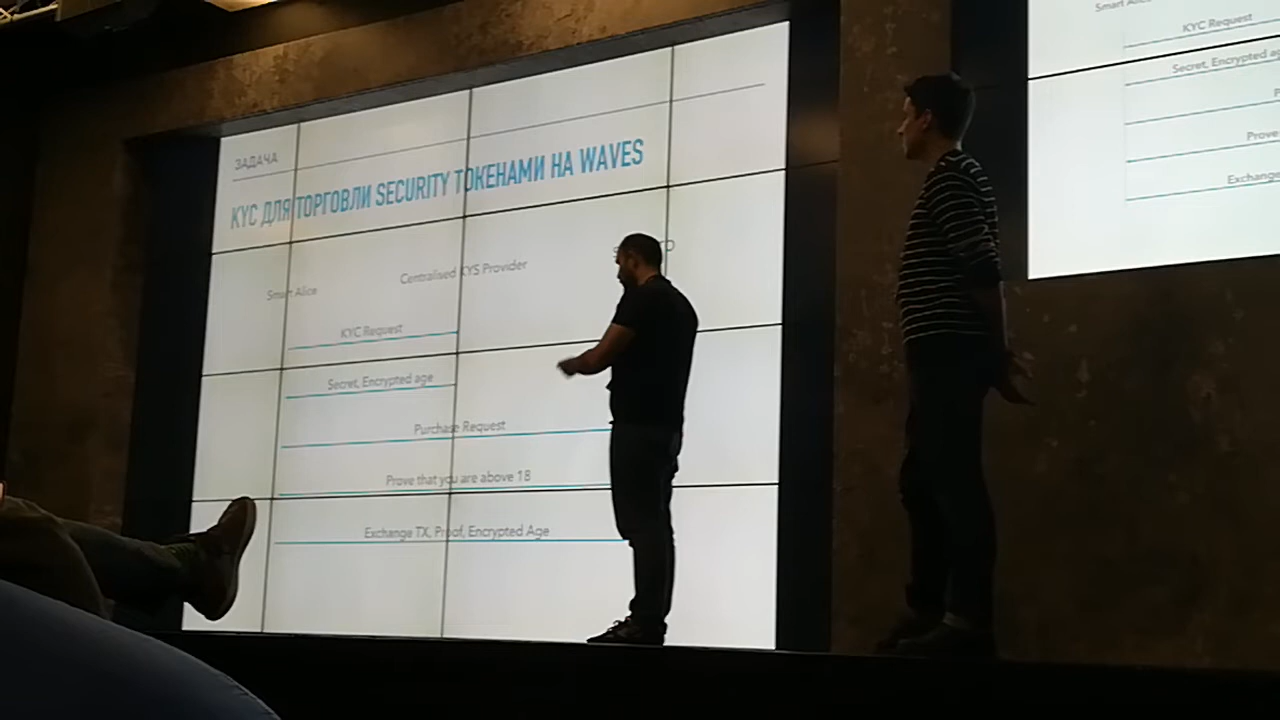 ЗАДАЧА
KYC ДЛЯ ТОРГОВЛИ SECURITY ТОКЕНАМИ НА WAVES
Smart Alice
Centralised KYS Provider
KYC Request
Secret, Encrypted age
Purchase Request
Prove that you are above 18
Exchange TX, Proof, Encrypted Age
KYC Request
Secret, Encrypted
Prove
Exchange